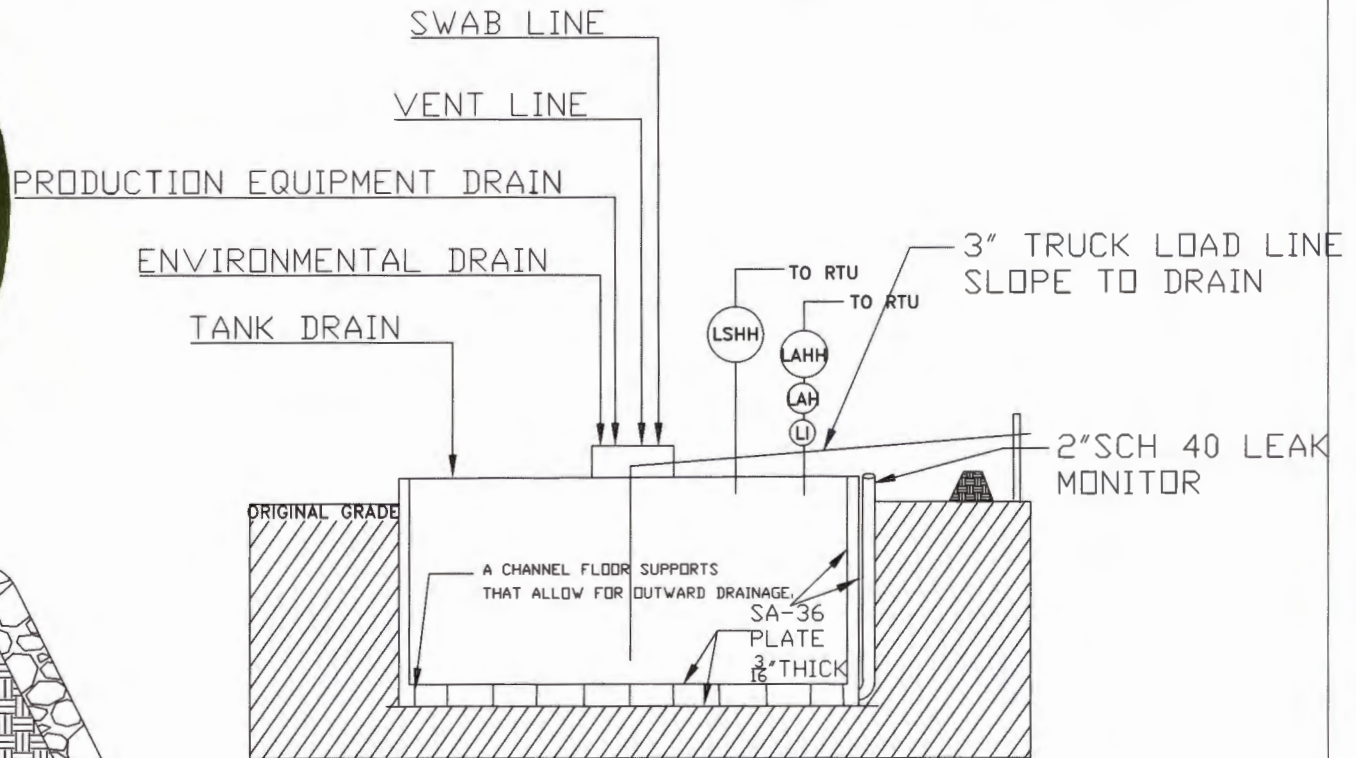 SWAB LINE
VENT LINE
PRODUCTION EQUIPMENT DRAIN
ENVIRONMENTAL DRAIN
TANK DRAIN
TO RTU
TO RTU
3" TRUCK LOAD LINE
SLOPE TO DRAIN
LSHH
LAHH
LAH
LI
2"SCH 40 LEAK
MONITOR
ORIGINAL GRADE
A CHANNEL FLOOR SUPPORTS
THAT ALLOW FOR OUTWARD DRAINAGE.
SA-36
PLATE
3/16"THICK